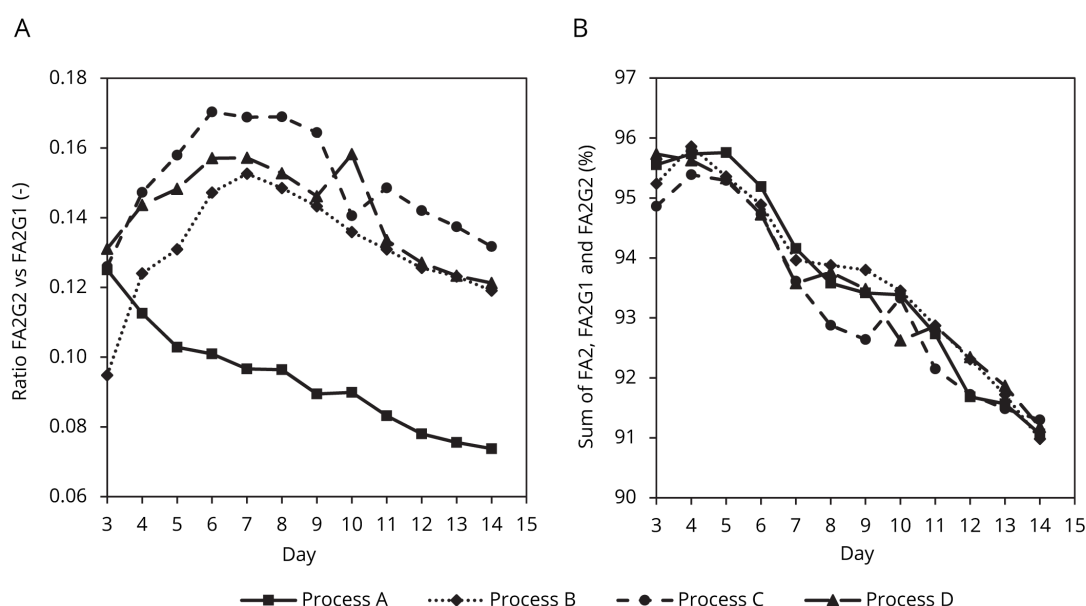 A
B
Ratio FA2G2 vs FA2G1 (-)
0.18
0.16
0.14
0.12
0.10
0.08
0.06
3 4 5 6 7 8 9 10 11 12 13 14 15
Day
Sum of FA2, FA2G1 and FA2G2 (%)
97
96
95
94
93
92
91
90
3 4 5 6 7 8 9 10 11 12 13 14 15
Day
Process A Process B Process C Process D